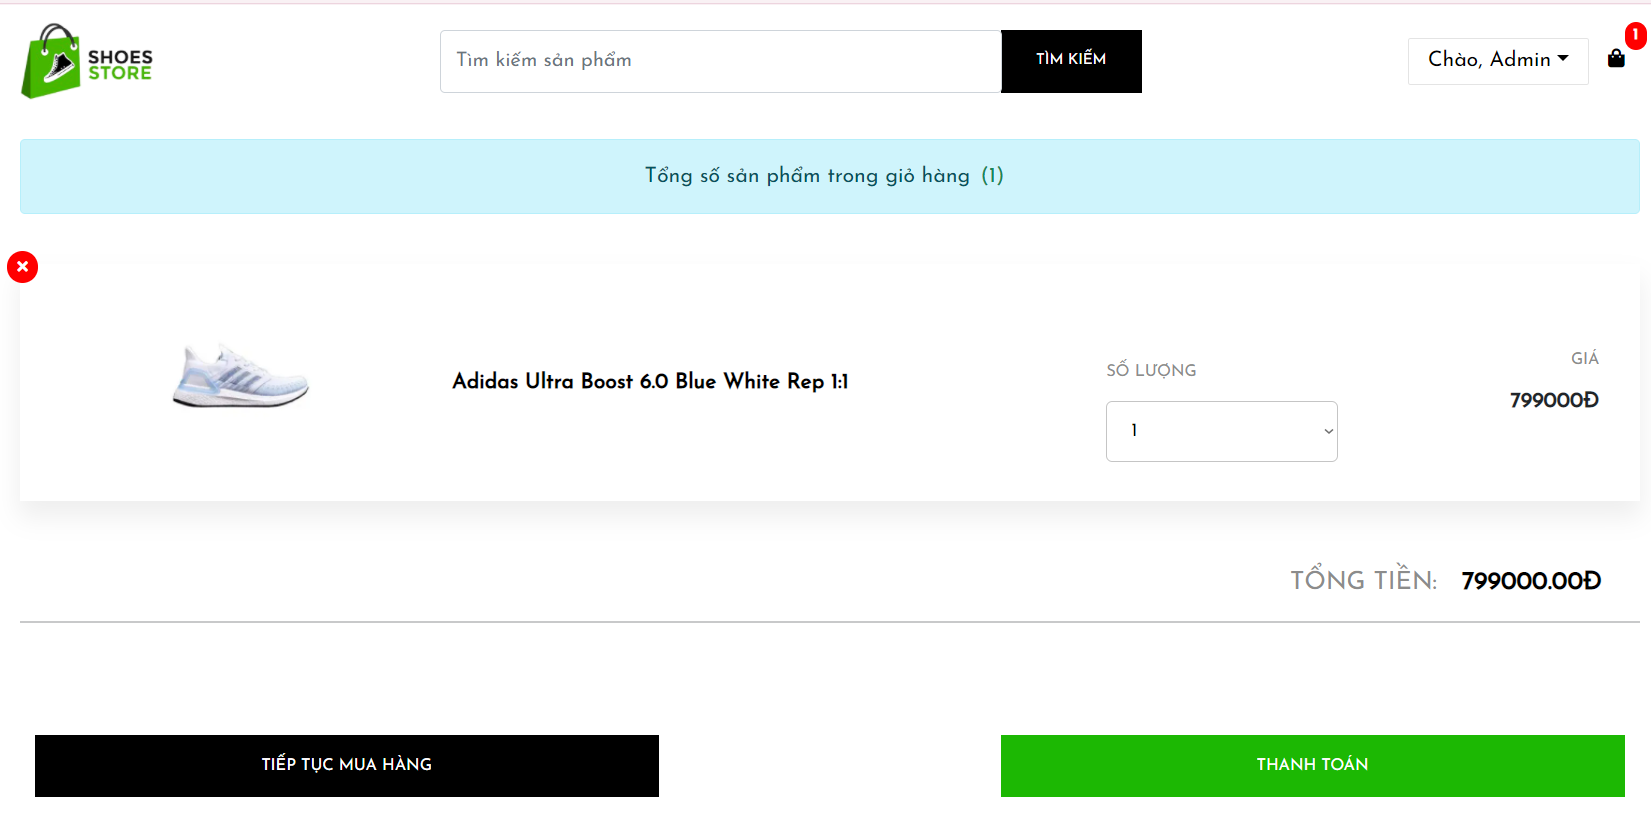 SHOES
STORE
Tìm kiếm sản phẩm
TÌM KIẾM
Chào, Admin
1
Tổng số sản phẩm trong giỏ hàng (1)
Adidas Ultra Boost 6.0 Blue White Rep 1:1
SỐ LƯỢNG
1
GIÁ
799000Đ
TỔNG TIỀN: 799000.00Đ
TIẾP TỤC MUA HÀNG
THANH TOÁN